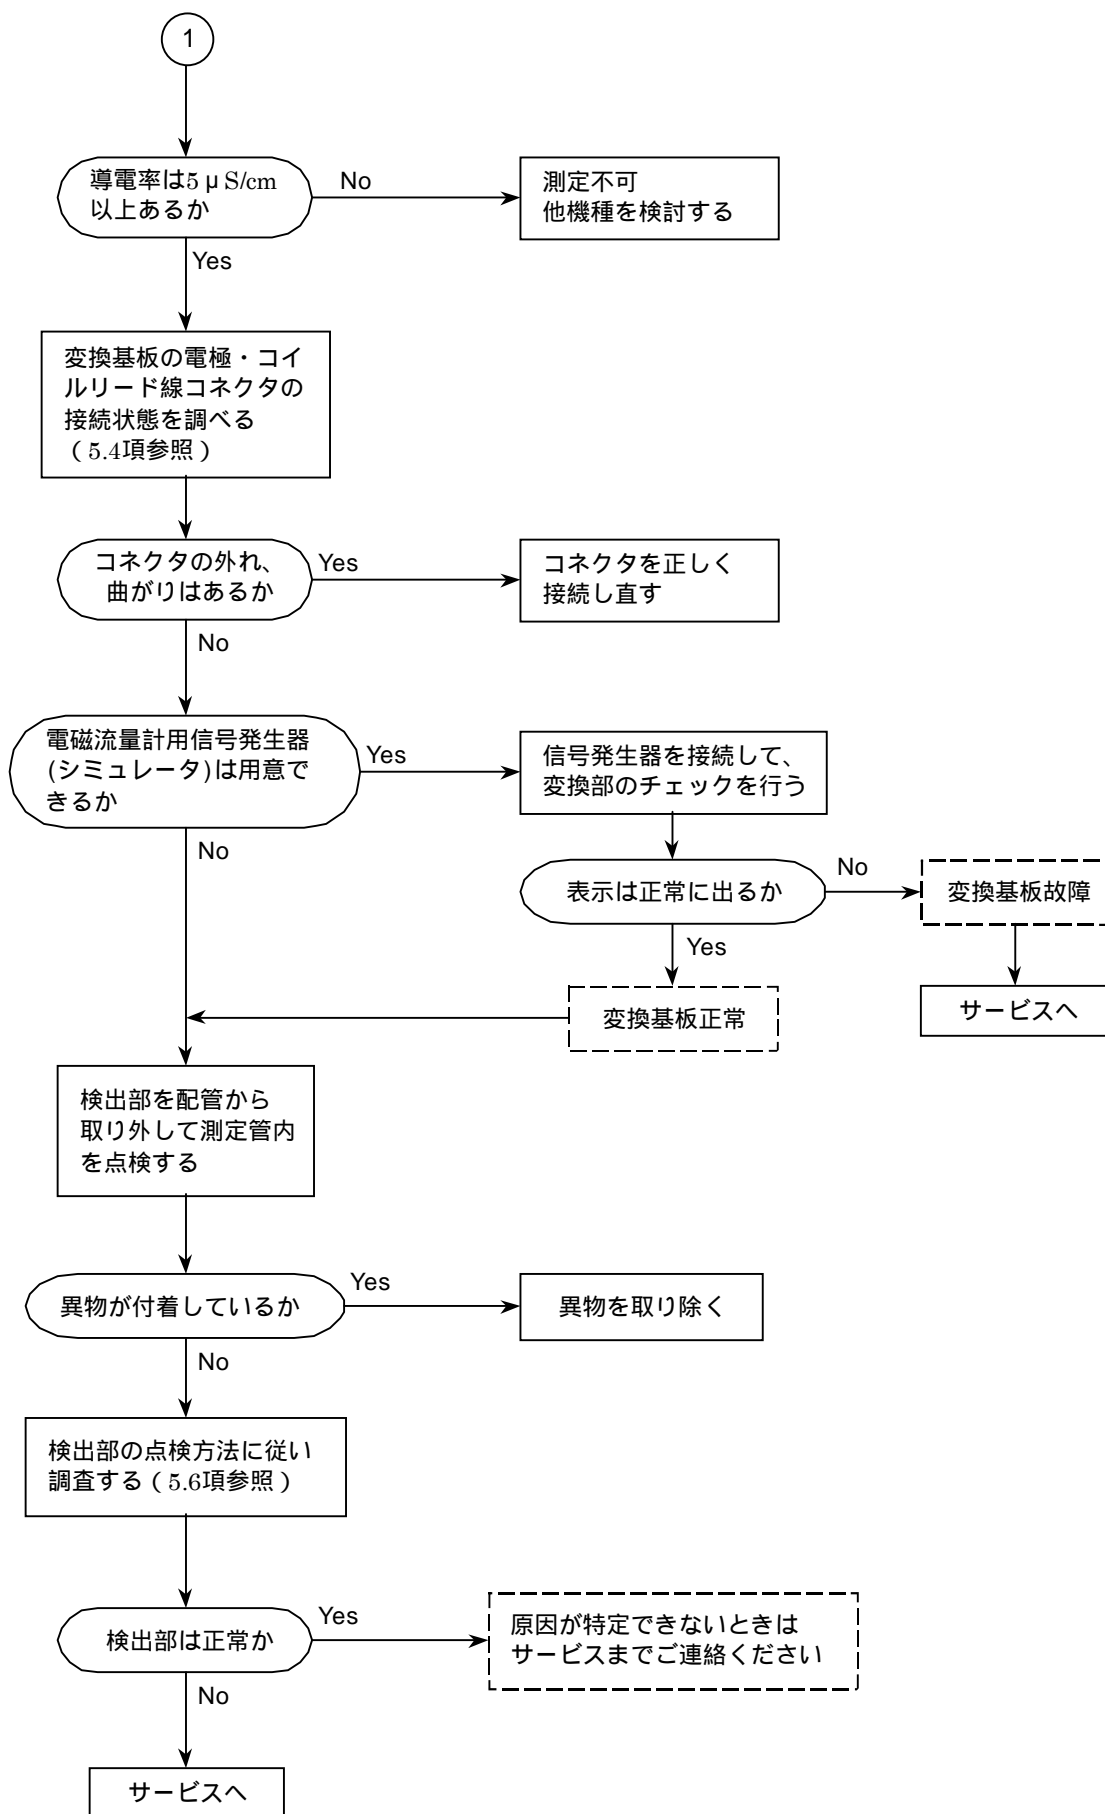 1
導電率は5μS/cm
以上あるか
No
測定不可
他機種を検討する
Yes
変換基板の電極・コイ
ルリード線コネクタの
接続状態を調べる
(5.4項参照)
コネクタの外れ、
曲がりはあるか
Yes
コネクタを正しく
接続し直す
No
電磁流量計用信号発生器
(シミュレータ)は用意で
きるか
Yes
信号発生器を接続して、
変換部のチェックを行う
No
表示は正常に出るか
No
変換基板故障
Yes
変換基板正常
サービスへ
検出部を配管から
取り外して測定管内
を点検する
異物が付着しているか
Yes
異物を取り除く
No
検出部の点検方法に従い
調査する(5.6項参照)
検出部は正常か
Yes
原因が特定できないときは
サービスまでご連絡ください
No
サービスへ